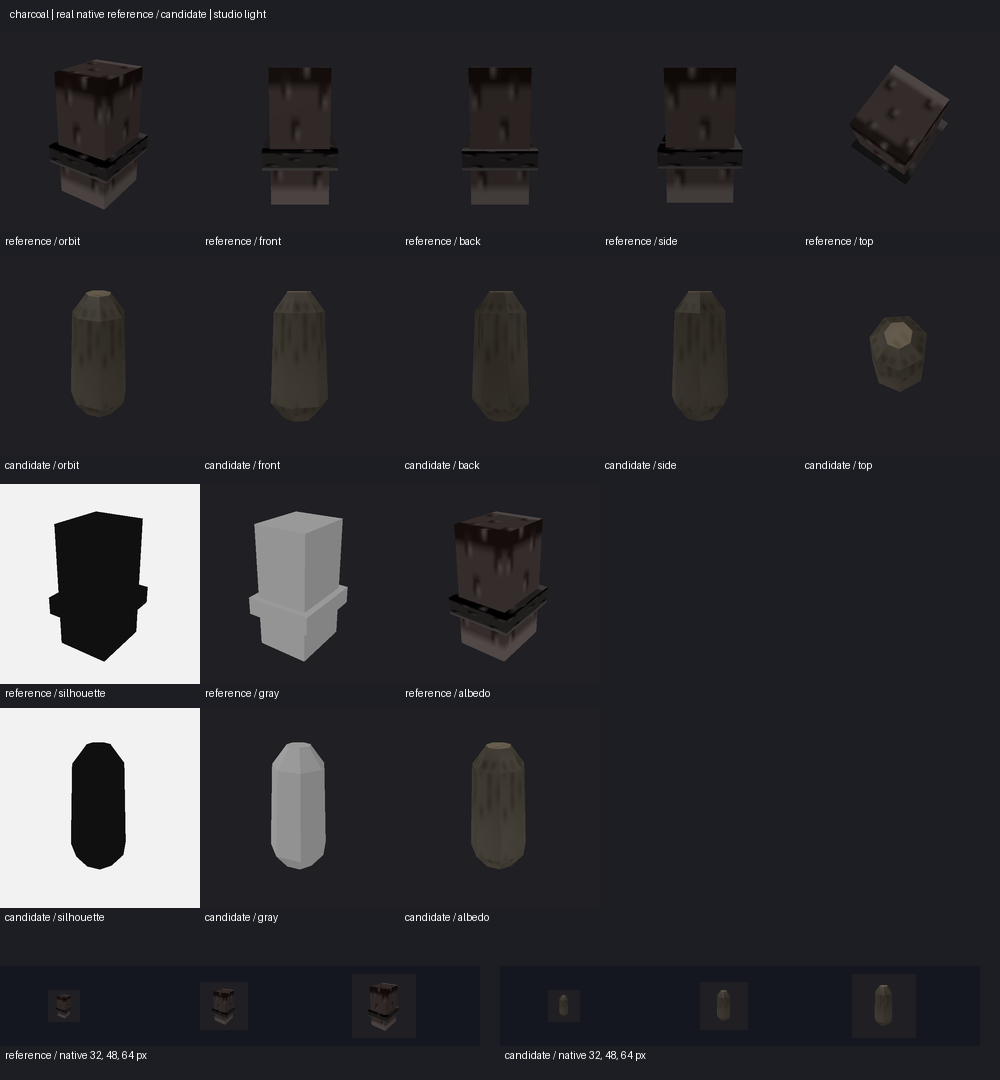 charcoal | real native reference / candidate | studio light
reference / orbit
reference / front
reference / back
reference / side
reference / top
candidate / orbit
candidate / front
candidate / back
candidate / side
candidate / top
reference / silhouette
reference / gray
reference / albedo
candidate / silhouette
candidate / gray
candidate / albedo
reference / native 32, 48, 64 px
candidate / native 32, 48, 64 px